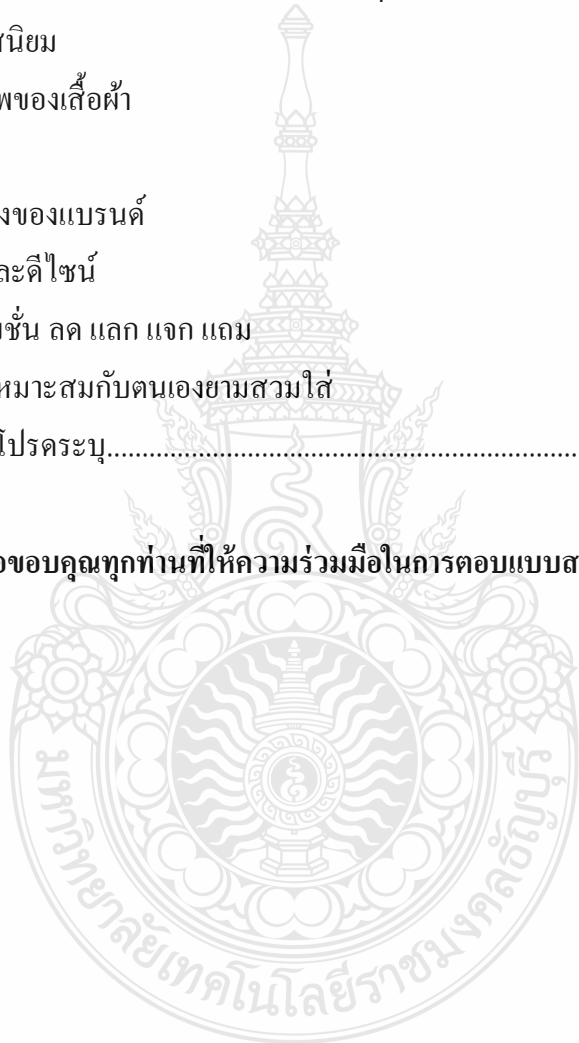 สนิยม
พของเสื้อผ้า
งของแบรนด์
ละดีไซน์
มชั่น ลด แลก แจก แถม
หมาะสมกับตนเองยามสวมใส่
โปรดระบุ..................................................................
อขอบคุณทุกท่านที่ให้ความร่วมมือในการตอบแบบส
มหาวิทยาลัยเทคโนโลยีราชมงคลธัญบุรี